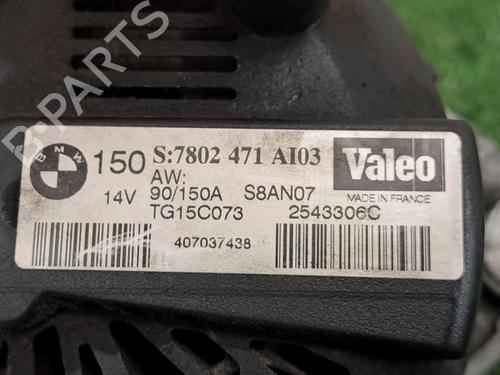 B-PARTS
BMW
150 S:7802 471 AI03 Valeo
AW:
14V 90/150A S8AN07 MADE IN FRANCE
TG15C073 2543306C
407037438